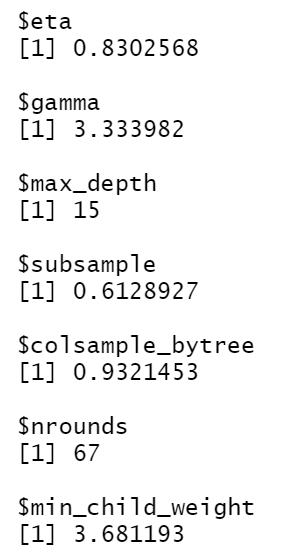 $eta
[1] 0.8302568
$gamma
[1] 3.333982
$max_depth
[1] 15
$subsample
[1] 0.6128927
$colsample_bytree
[1] 0.9321453
$nrounds
[1] 67
$min_child_weight
[1] 3.681193